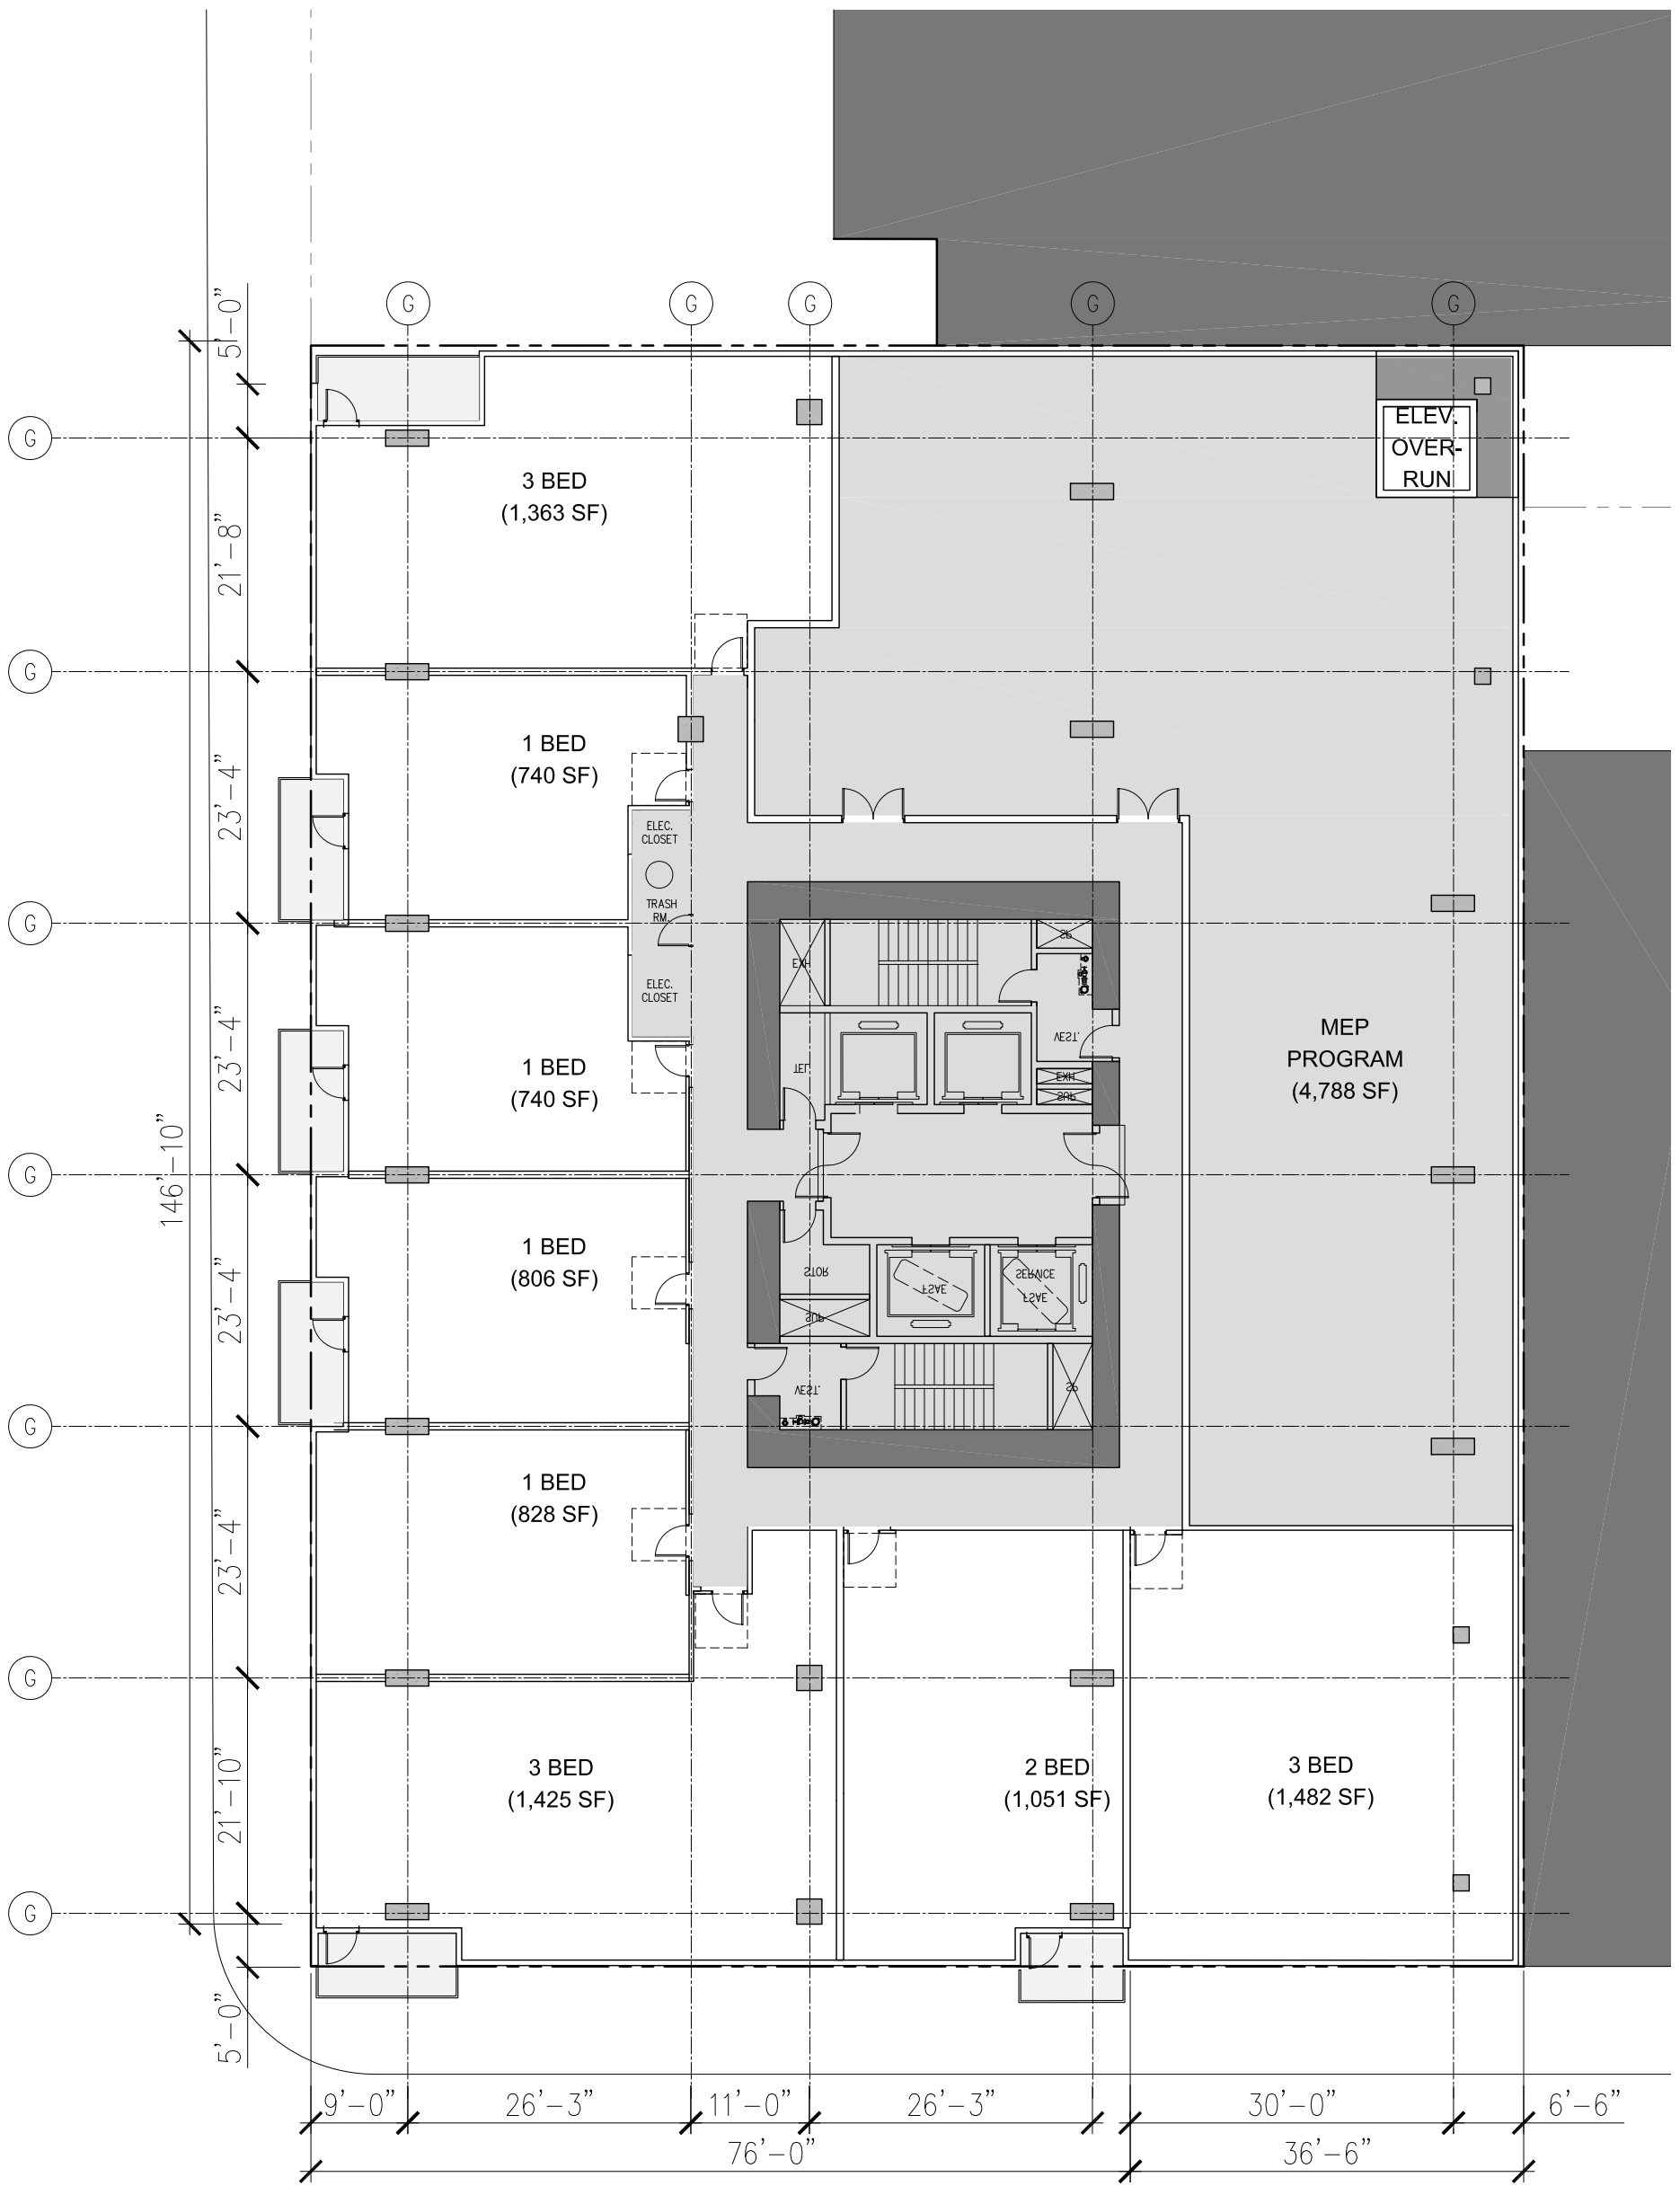 G G G G G
5'-0"
G
ELEV.
OVER-
RUN
3 BED
(1,363 SF)
21'-8"
G
1 BED
(740 SF)
23'-4"
ELEC.
CLOSET
TRASH
RM.
G
SP
EXH
ELEC.
CLOSET
MEP
PROGRAM
(4,788 SF)
VEST.
TEL
EXH
SUP
1 BED
(740 SF)
23'-4"
146'-10"
G
1 BED
(806 SF)
STOR
SERVICE
FSAE
FSAE
SUP
23'-4"
VEST.
SP
G
1 BED
(828 SF)
23'-4"
G
3 BED
(1,425 SF)
2 BED
(1,051 SF)
3 BED
(1,482 SF)
21'-10"
G
5'-0"
9'-0" 26'-3" 11'-0" 26'-3" 30'-0" 6'-6"
76'-0" 36'-6"